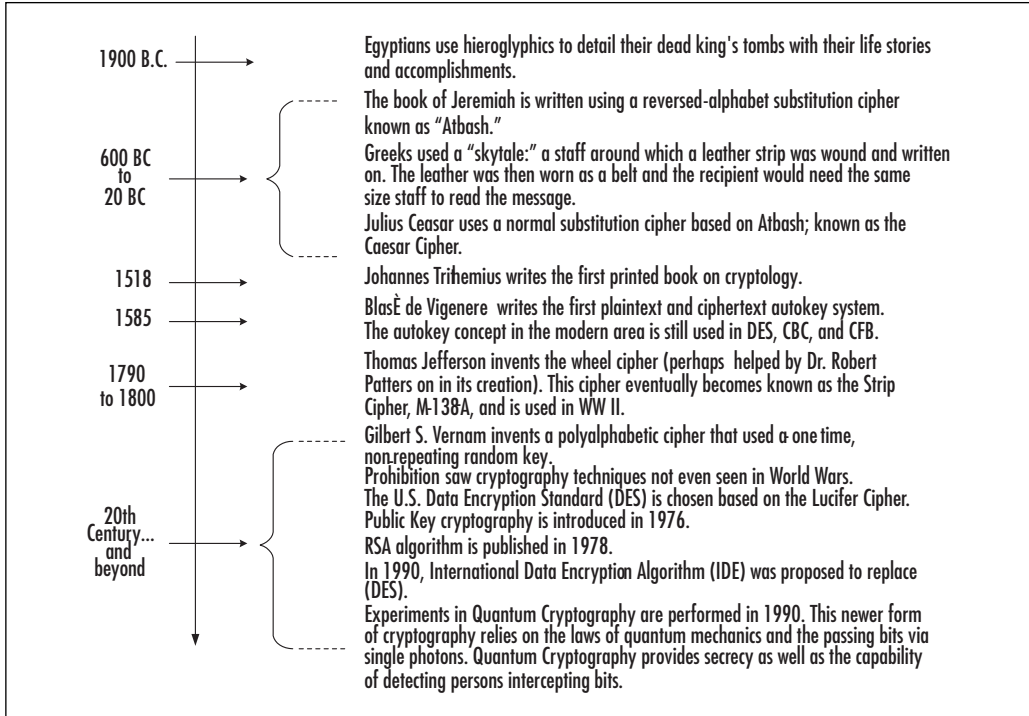 1900 B.C.
Egyptians use hieroglyphics to detail their dead king's tombs with their life stories
and accomplishments.
600 BC
to
20 BC
The book of Jeremiah is written using a reversed-alphabet substitution cipher
known as “Atbash.”
Greeks used a “skytale:” a staff around which a leather strip was wound and written
on. The leather was then worn as a belt and the recipient would need the same
size staff to read the message.
Julius Ceasar uses a normal substitution cipher based on Atbash; known as the
Caesar Cipher.
1518
Johannes Trithemius writes the first printed book on cryptology.
1585
BlasÈ de Vigenere writes the first plaintext and ciphertext autokey system.
The autokey concept in the modern area is still used in DES, CBC, and CFB.
1790
to 1800
Thomas Jefferson invents the wheel cipher (perhaps helped by Dr. Robert
Patters on in its creation). This cipher eventually becomes known as the Strip
Cipher, M-138-A, and is used in WW II.
20th
Century...
and
beyond
Gilbert S. Vernam invents a polyalphabetic cipher that used a one time,
non-repeating random key.
Prohibition saw cryptography techniques not even seen in World Wars.
The U.S. Data Encryption Standard (DES) is chosen based on the Lucifer Cipher.
Public Key cryptography is introduced in 1976.
RSA algorithm is published in 1978.
In 1990, International Data Encryption Algorithm (IDE) was proposed to replace
(DES).
Experiments in Quantum Cryptography are performed in 1990. This newer form
of cryptography relies on the laws of quantum mechanics and the passing bits via
single photons. Quantum Cryptography provides secrecy as well as the capability
of detecting persons intercepting bits.